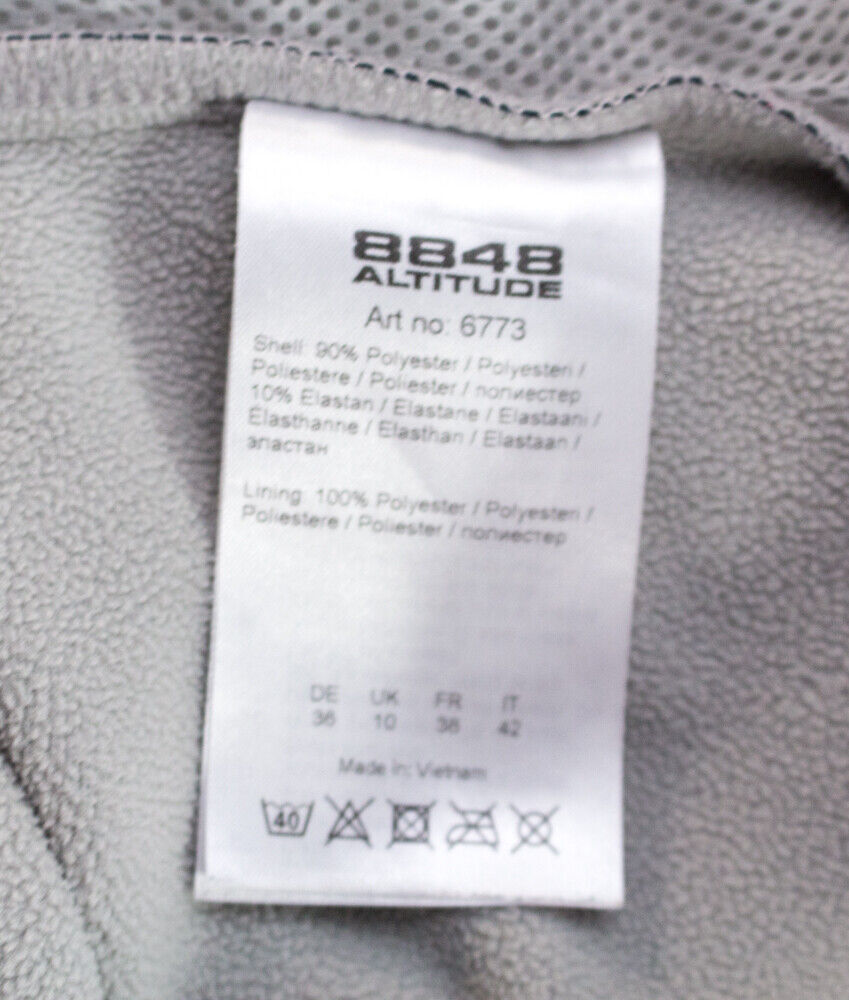 8848
ALTITUDE
Art no: 6773
Shell: 90% Polyester / Polyesteri /
Poliestere / Poliester / полиестер
10% Elastan / Elastane / Elastaani /
Élasthanne / Elasthan / Elastaan /
эластан
Lining: 100% Polyester / Polyesteri /
Poliestere / Poliester / полиестер
DE UK FR IT
36 10 38 42
Made in: Vietnam
40